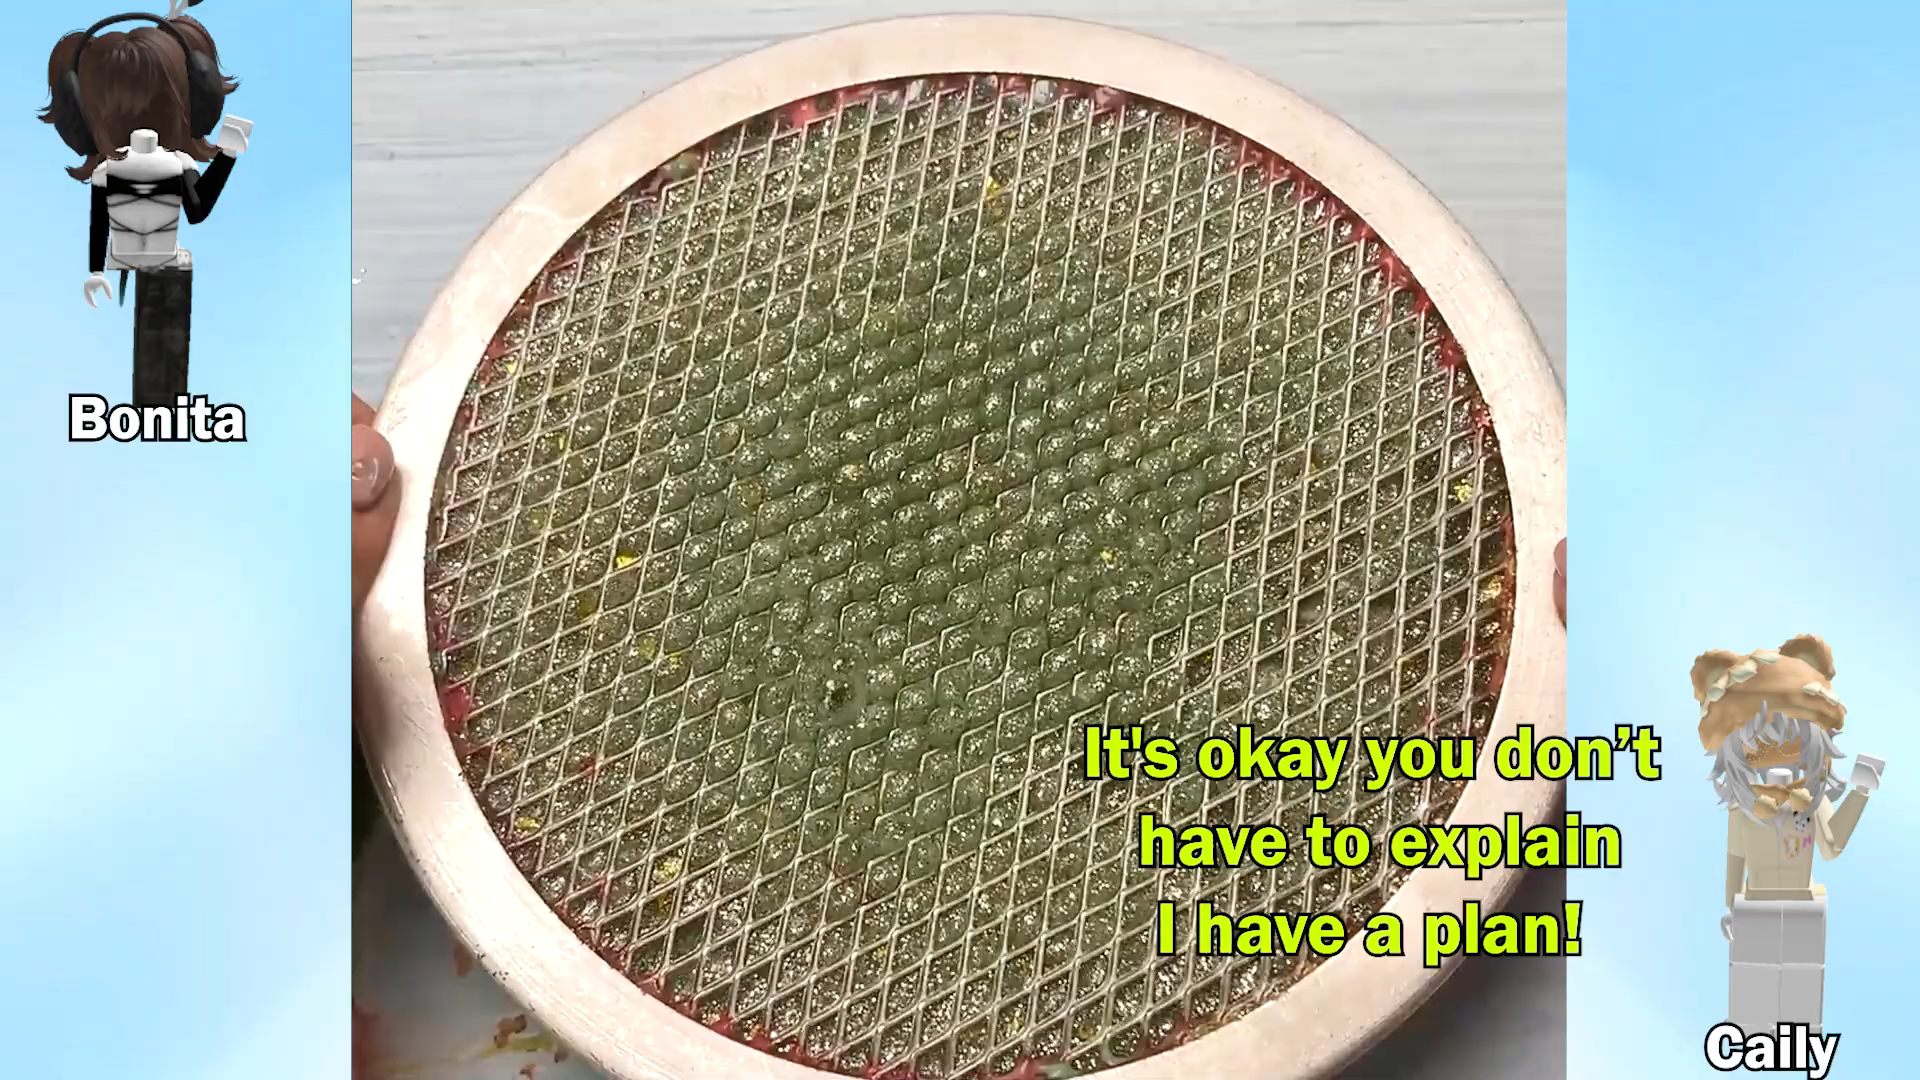 Bonita
It's okay you don’t
have to explain
I have a plan!
Caily